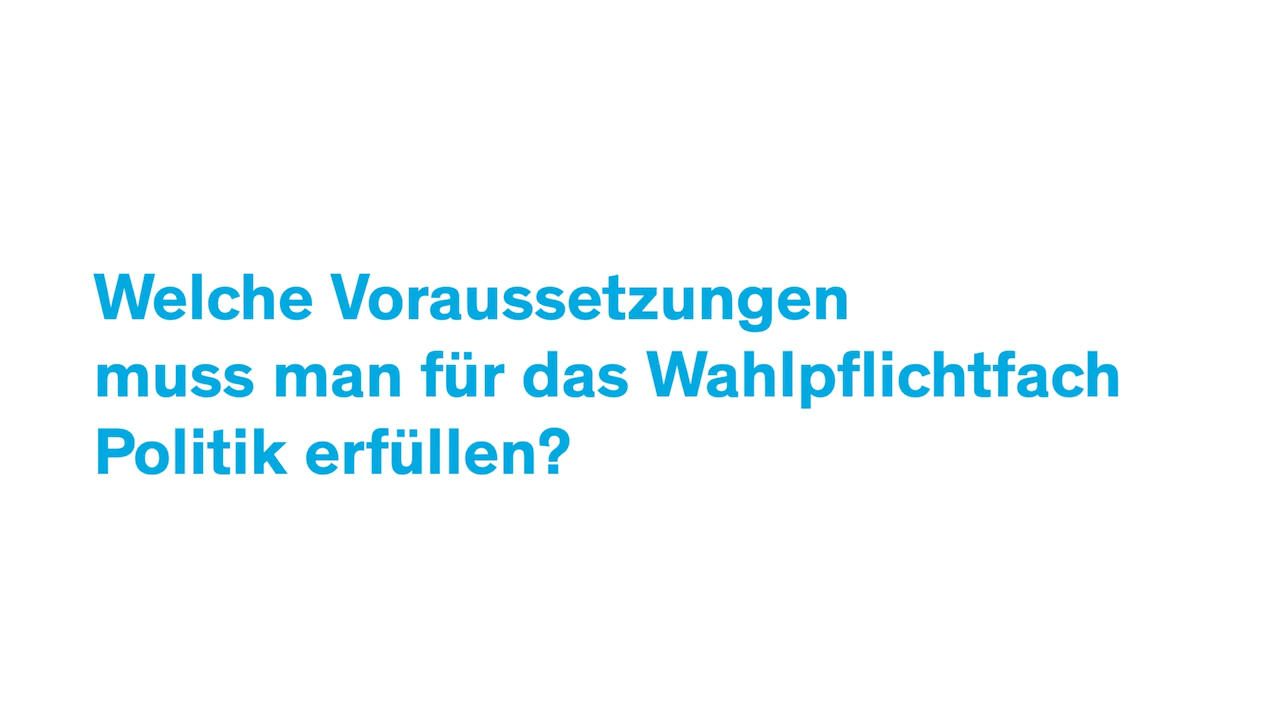 Welche Voraussetzungen
muss man für das Wahlpflichtfach
Politik erfüllen?